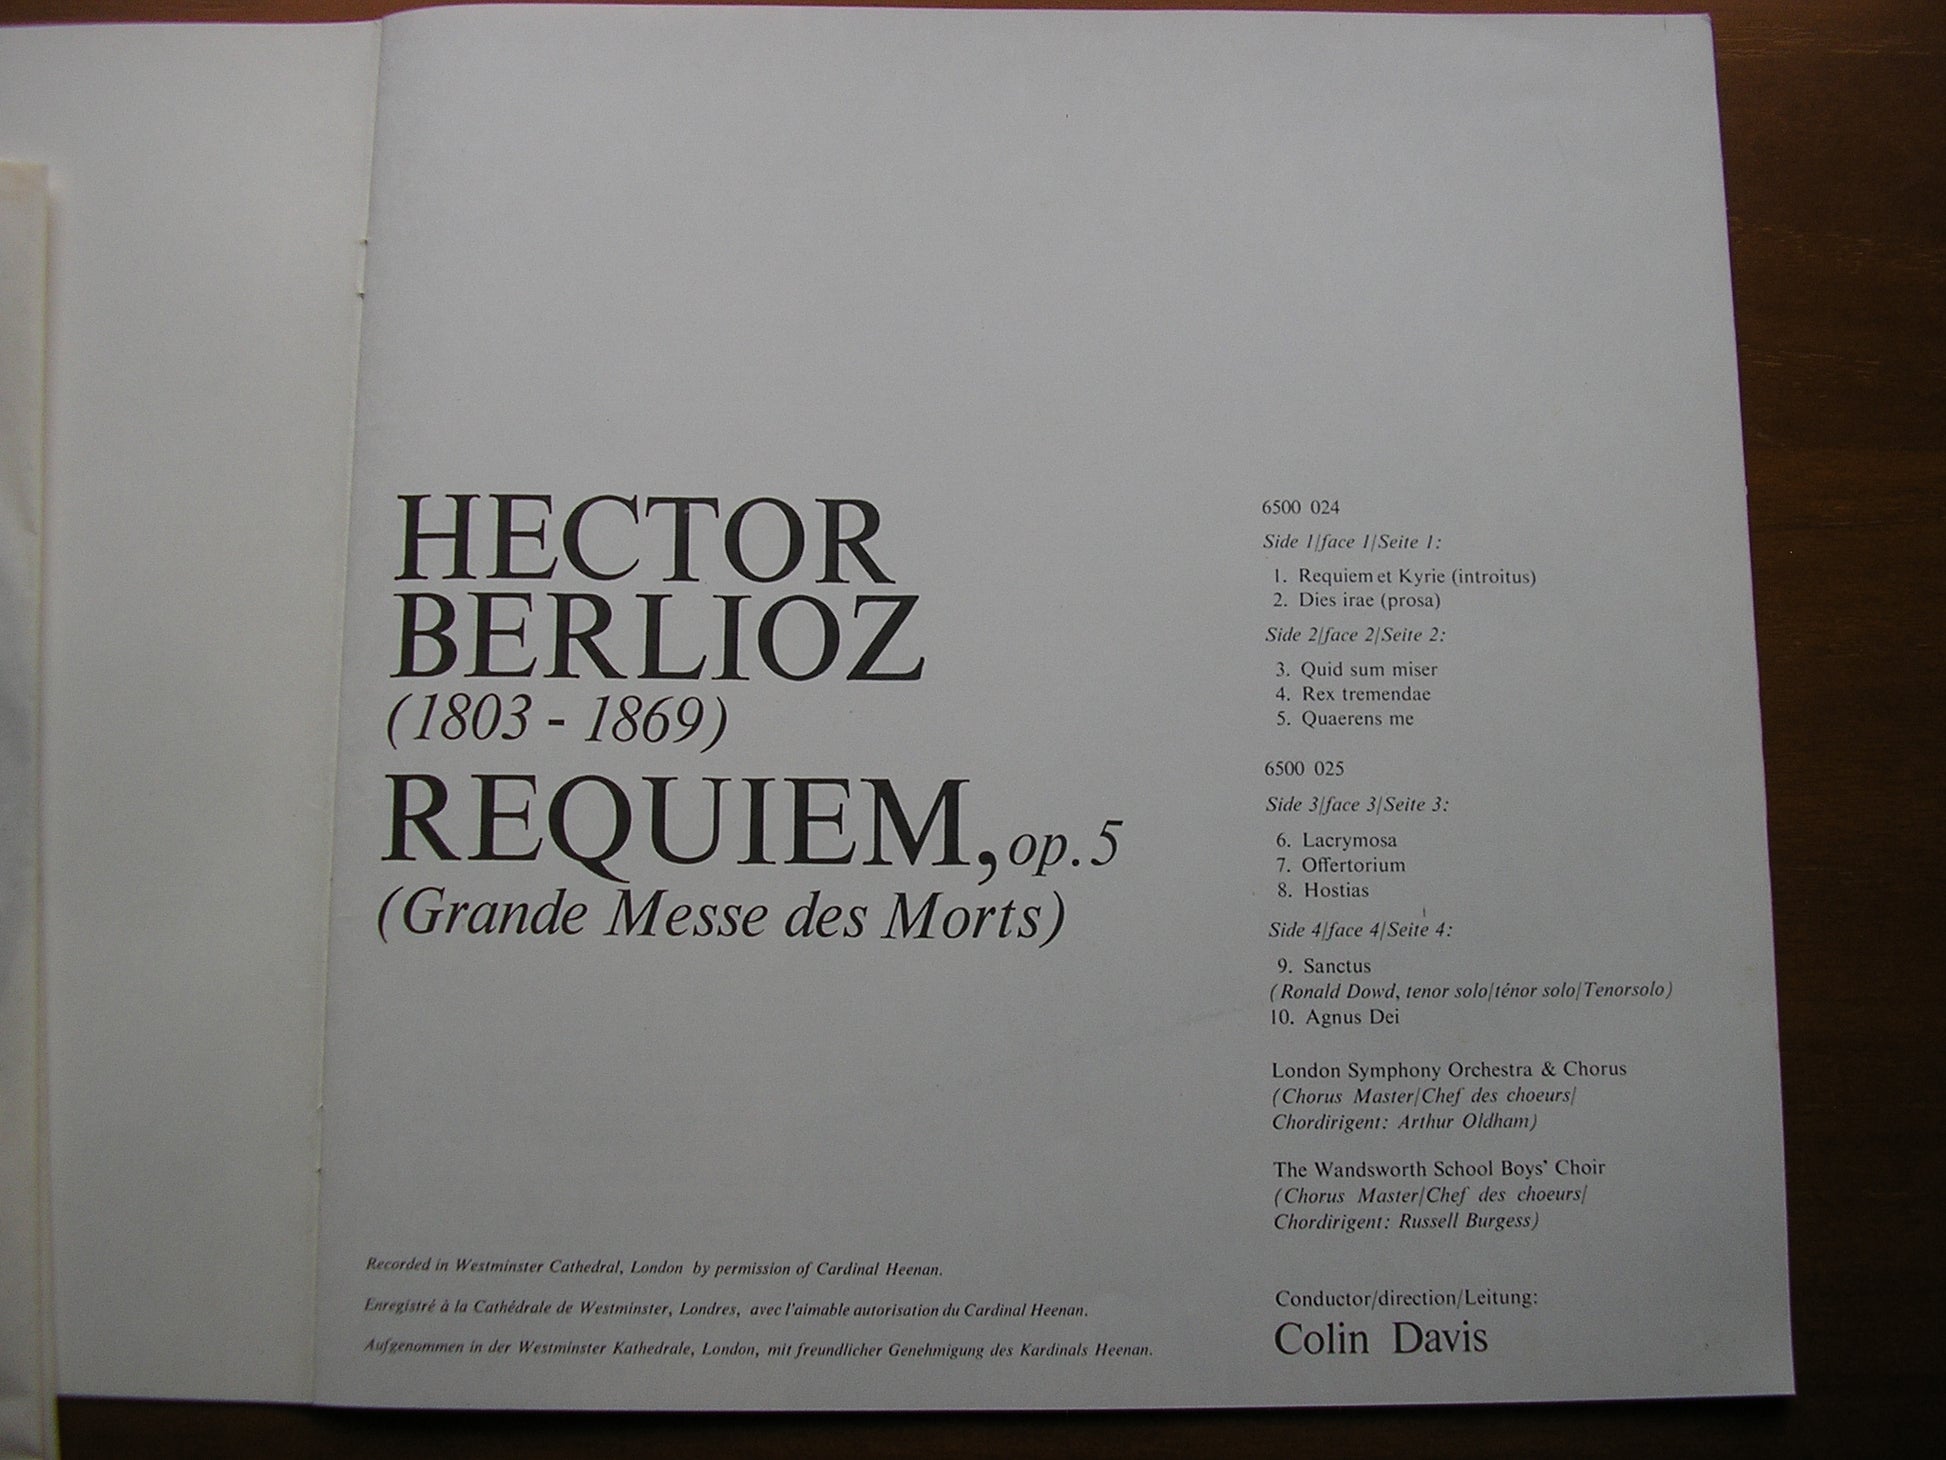 HECTOR
BERLIOZ
(1803 - 1869)
REQUIEM, op. 5
(Grande Messe des Morts)
Recorded in Westminster Cathedral, London by permission of Cardinal Heenan.
Enregistré à la Cathédrale de Westminster, Londres, avec l'aimable autorisation du Cardinal Heenan.
Aufgenommen in der Westminster Kathedrale, London, mit freundlicher Genehmigung des Kardinals Heenan.
6500 024
Side 1/face 1/Seite 1:
1. Requiem et Kyrie (introitus)
2. Dies irae (prosa)
Side 2/face 2/Seite 2:
3. Quid sum miser
4. Rex tremendae
5. Quaerens me
6500 025
Side 3/face 3/Seite 3:
6. Lacrymosa
7. Offertorium
8. Hostias
Side 4/face 4/Seite 4:
9. Sanctus
(Ronald Dowd, tenor solo/ténor solo/Tenorsolo)
10. Agnus Dei
London Symphony Orchestra & Chorus
(Chorus Master/Chef des choeurs/
Chordirigent: Arthur Oldham)
The Wandsworth School Boys' Choir
(Chorus Master/Chef des choeurs/
Chordirigent: Russell Burgess)
Conductor/direction/Leitung:
Colin Davis